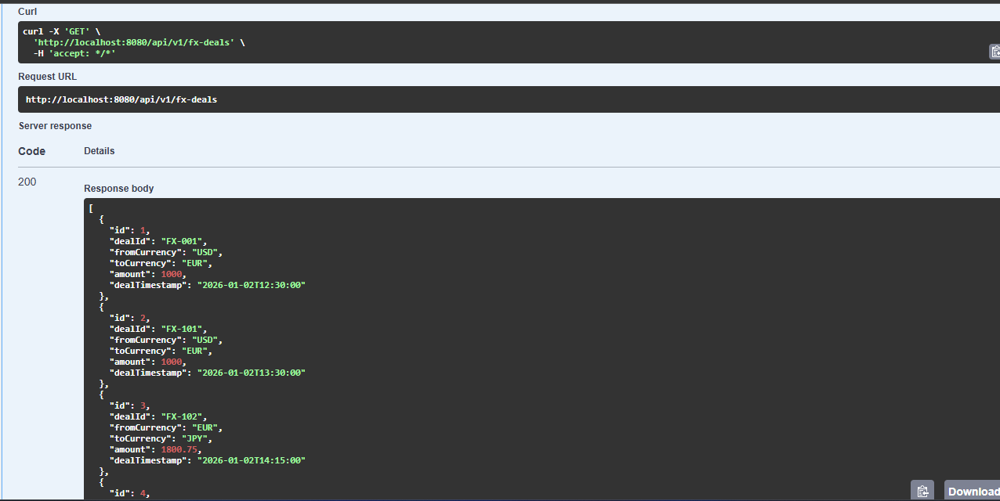 Curl
curl -X 'GET' \
  'http://localhost:8080/api/v1/fx-deals' \
  -H 'accept: */*'
Request URL
http://localhost:8080/api/v1/fx-deals
Server response
Code Details
200
Response body
[
  {
    "id": 1,
    "dealId": "FX-001",
    "fromCurrency": "USD",
    "toCurrency": "EUR",
    "amount": 1000,
    "dealTimestamp": "2026-01-02T12:30:00"
  },
  {
    "id": 2,
    "dealId": "FX-101",
    "fromCurrency": "USD",
    "toCurrency": "EUR",
    "amount": 1000,
    "dealTimestamp": "2026-01-02T13:30:00"
  },
  {
    "id": 3,
    "dealId": "FX-102",
    "fromCurrency": "EUR",
    "toCurrency": "JPY",
    "amount": 1800.75,
    "dealTimestamp": "2026-01-02T14:15:00"
  },
  {
    "id": 4,
Download